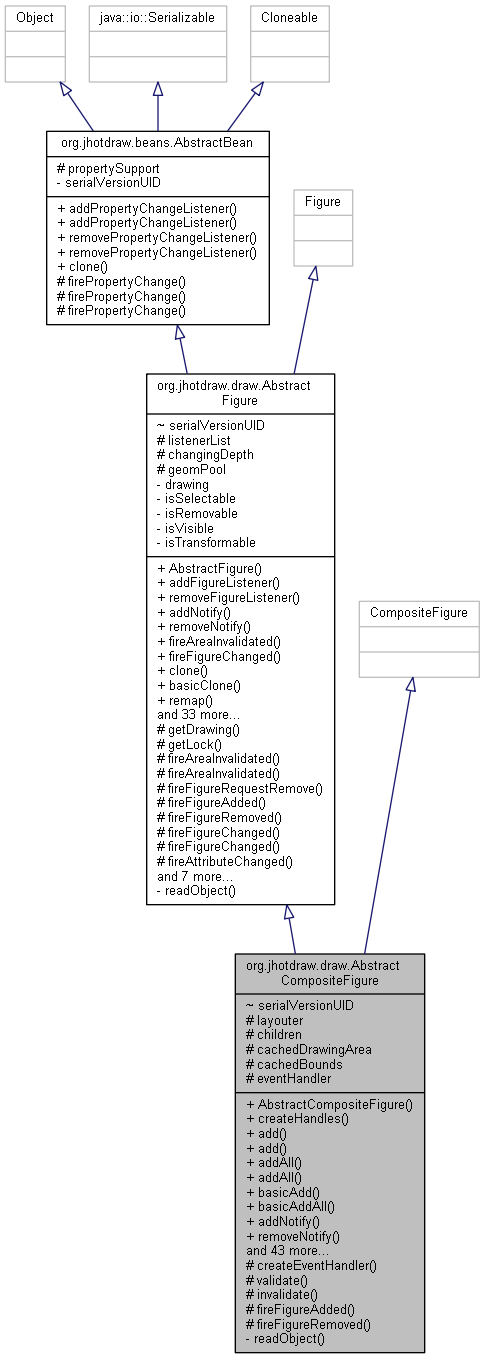 Object
java::io::Serializable
Cloneable
org.jhotdraw.beans.AbstractBean
# propertySupport
- serialVersionUID
+ addPropertyChangeListener()
+ addPropertyChangeListener()
+ removePropertyChangeListener()
+ removePropertyChangeListener()
+ clone()
# firePropertyChange()
# firePropertyChange()
# firePropertyChange()
Figure
org.jhotdraw.draw.Abstract
Figure
~ serialVersionUID
# listenerList
# changingDepth
# geomPool
- drawing
- isSelectable
- isRemovable
- isVisible
- isTransformable
+ AbstractFigure()
+ addFigureListener()
+ removeFigureListener()
+ addNotify()
+ removeNotify()
+ fireAreaInvalidated()
+ fireFigureChanged()
+ clone()
+ basicClone()
+ remap()
and 33 more...
# getDrawing()
# getLock()
# fireAreaInvalidated()
# fireAreaInvalidated()
# fireFigureRequestRemove()
# fireFigureAdded()
# fireFigureRemoved()
# fireFigureChanged()
# fireFigureChanged()
# fireAttributeChanged()
and 7 more...
- readObject()
CompositeFigure
org.jhotdraw.draw.Abstract
CompositeFigure
~ serialVersionUID
# layouter
# children
# cachedDrawingArea
# cachedBounds
# eventHandler
+ AbstractCompositeFigure()
+ createHandles()
+ add()
+ add()
+ addAll()
+ addAll()
+ basicAdd()
+ basicAddAll()
+ addNotify()
+ removeNotify()
and 43 more...
# createEventHandler()
# validate()
# invalidate()
# fireFigureAdded()
# fireFigureRemoved()
- readObject()